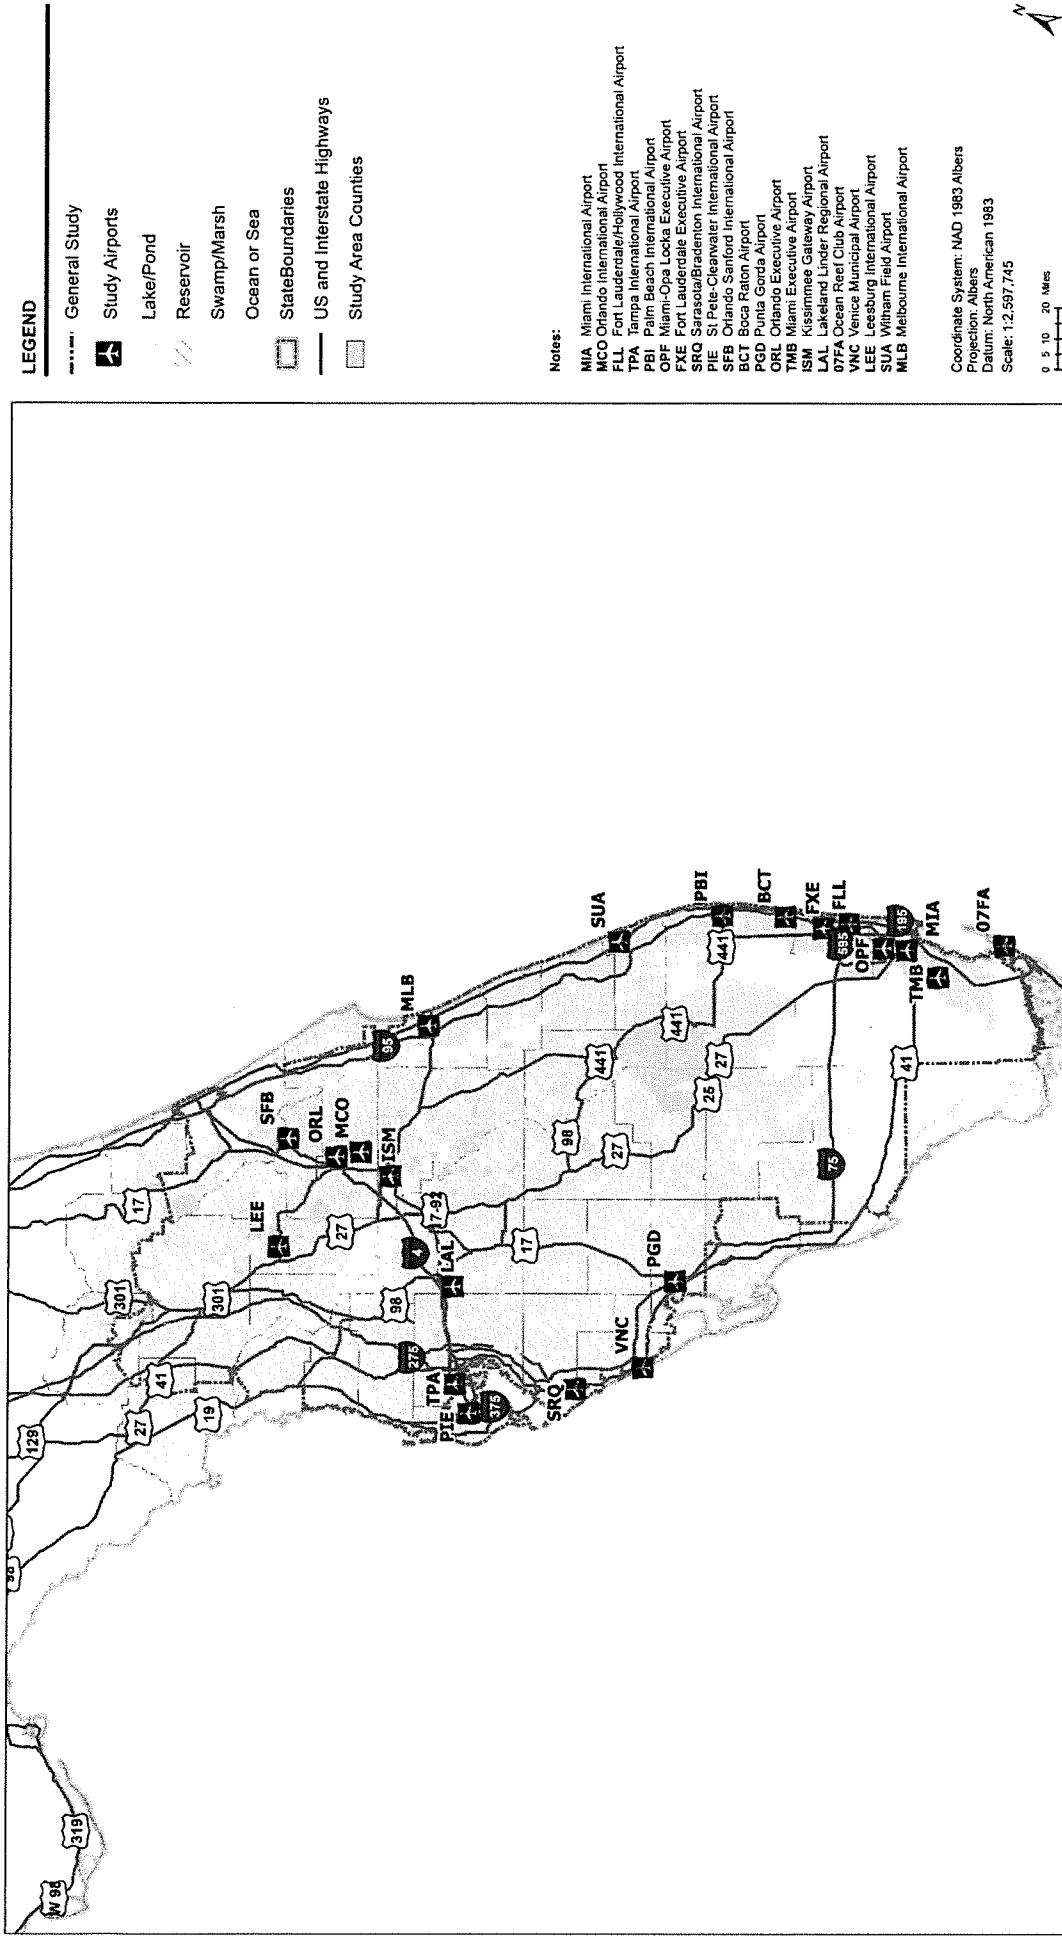 LEGEND
General Study
Study Airports
Lake/Pond
Reservoir
Swamp/Marsh
Ocean or Sea
StateBoundaries
US and Interstate Highways
Study Area Counties
Notes:
MIA Miami International Airport
MCO Orlando International Airport
FLL Fort Lauderdale/Hollywood International Airport
TPA Tampa International Airport
PBI Palm Beach International Airport
OPF Miami-Opa Locka Executive Airport
FXE Fort Lauderdale Executive Airport
SRQ Sarasota/Bradenton International Airport
PIE St Pete-Clearwater International Airport
SFB Orlando Sanford International Airport
BCT Boca Raton Airport
PGD Punta Gorda Airport
ORL Orlando Executive Airport
TMB Miami Executive Airport
ISM Kissimmee Gateway Airport
LAL Lakeland Linder Regional Airport
07FA Ocean Reef Club Airport
VNC Venice Municipal Airport
LEE Leesburg International Airport
SUA Witham Field Airport
MLB Melbourne International Airport
Coordinate System: NAD 1983 Albers
Projection: Albers
Datum: North American 1983
Scale: 1:2,597,745
0 5 10 20 Miles
N
W 98
319
98
129
27
41
19
301
301
17
LEE
27
SFB
ORL
MCO
ISM
95
MLB
98
4
LAL
17-92
275
TPA
PIE
375
SRQ
17
VNC
PGD
98
27
441
441
SUA
25
27
441
PBI
BCT
FXE
FLL
595
OPF
195
MIA
TMB
75
41
07FA